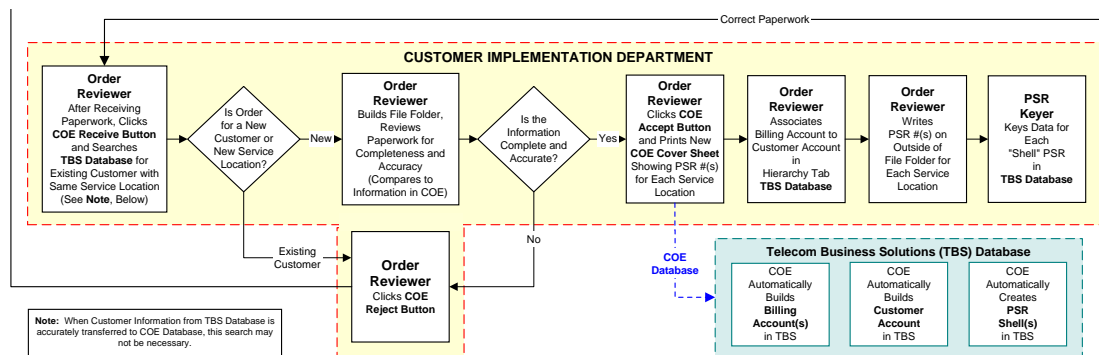 Correct Paperwork
CUSTOMER IMPLEMENTATION DEPARTMENT
Order
Reviewer
After Receiving
Paperwork, Clicks
COE Receive Button
and Searches
TBS Database for
Existing Customer with
Same Service Location
(See Note, Below)
Is Order
for a New
Customer or
New Service
Location?
New
Order
Reviewer
Builds File Folder,
Reviews
Paperwork for
Completeness and
Accuracy
(Compares to
Information in COE)
Is the
Information
Complete and
Accurate?
Yes
Order
Reviewer
Clicks COE
Accept Button
and Prints New
COE Cover Sheet
Showing PSR #(s)
for Each Service
Location
Order
Reviewer
Associates
Billing Account to
Customer Account
in
Hierarchy Tab
TBS Database
Order
Reviewer
Writes
PSR #(s) on
Outside of
File Folder for
Each Service
Location
PSR
Keyer
Keys Data for
Each
"Shell" PSR
in
TBS Database
Existing
Customer
No
Order
Reviewer
Clicks COE
Reject Button
COE
Database
Telecom Business Solutions (TBS) Database
COE
Automatically
Builds
Billing
Account(s)
in TBS
COE
Automatically
Builds
Customer
Account
in TBS
COE
Automatically
Creates
PSR
Shell(s)
in TBS
Note: When Customer Information from TBS Database is
accurately transferred to COE Database, this search may
not be necessary.